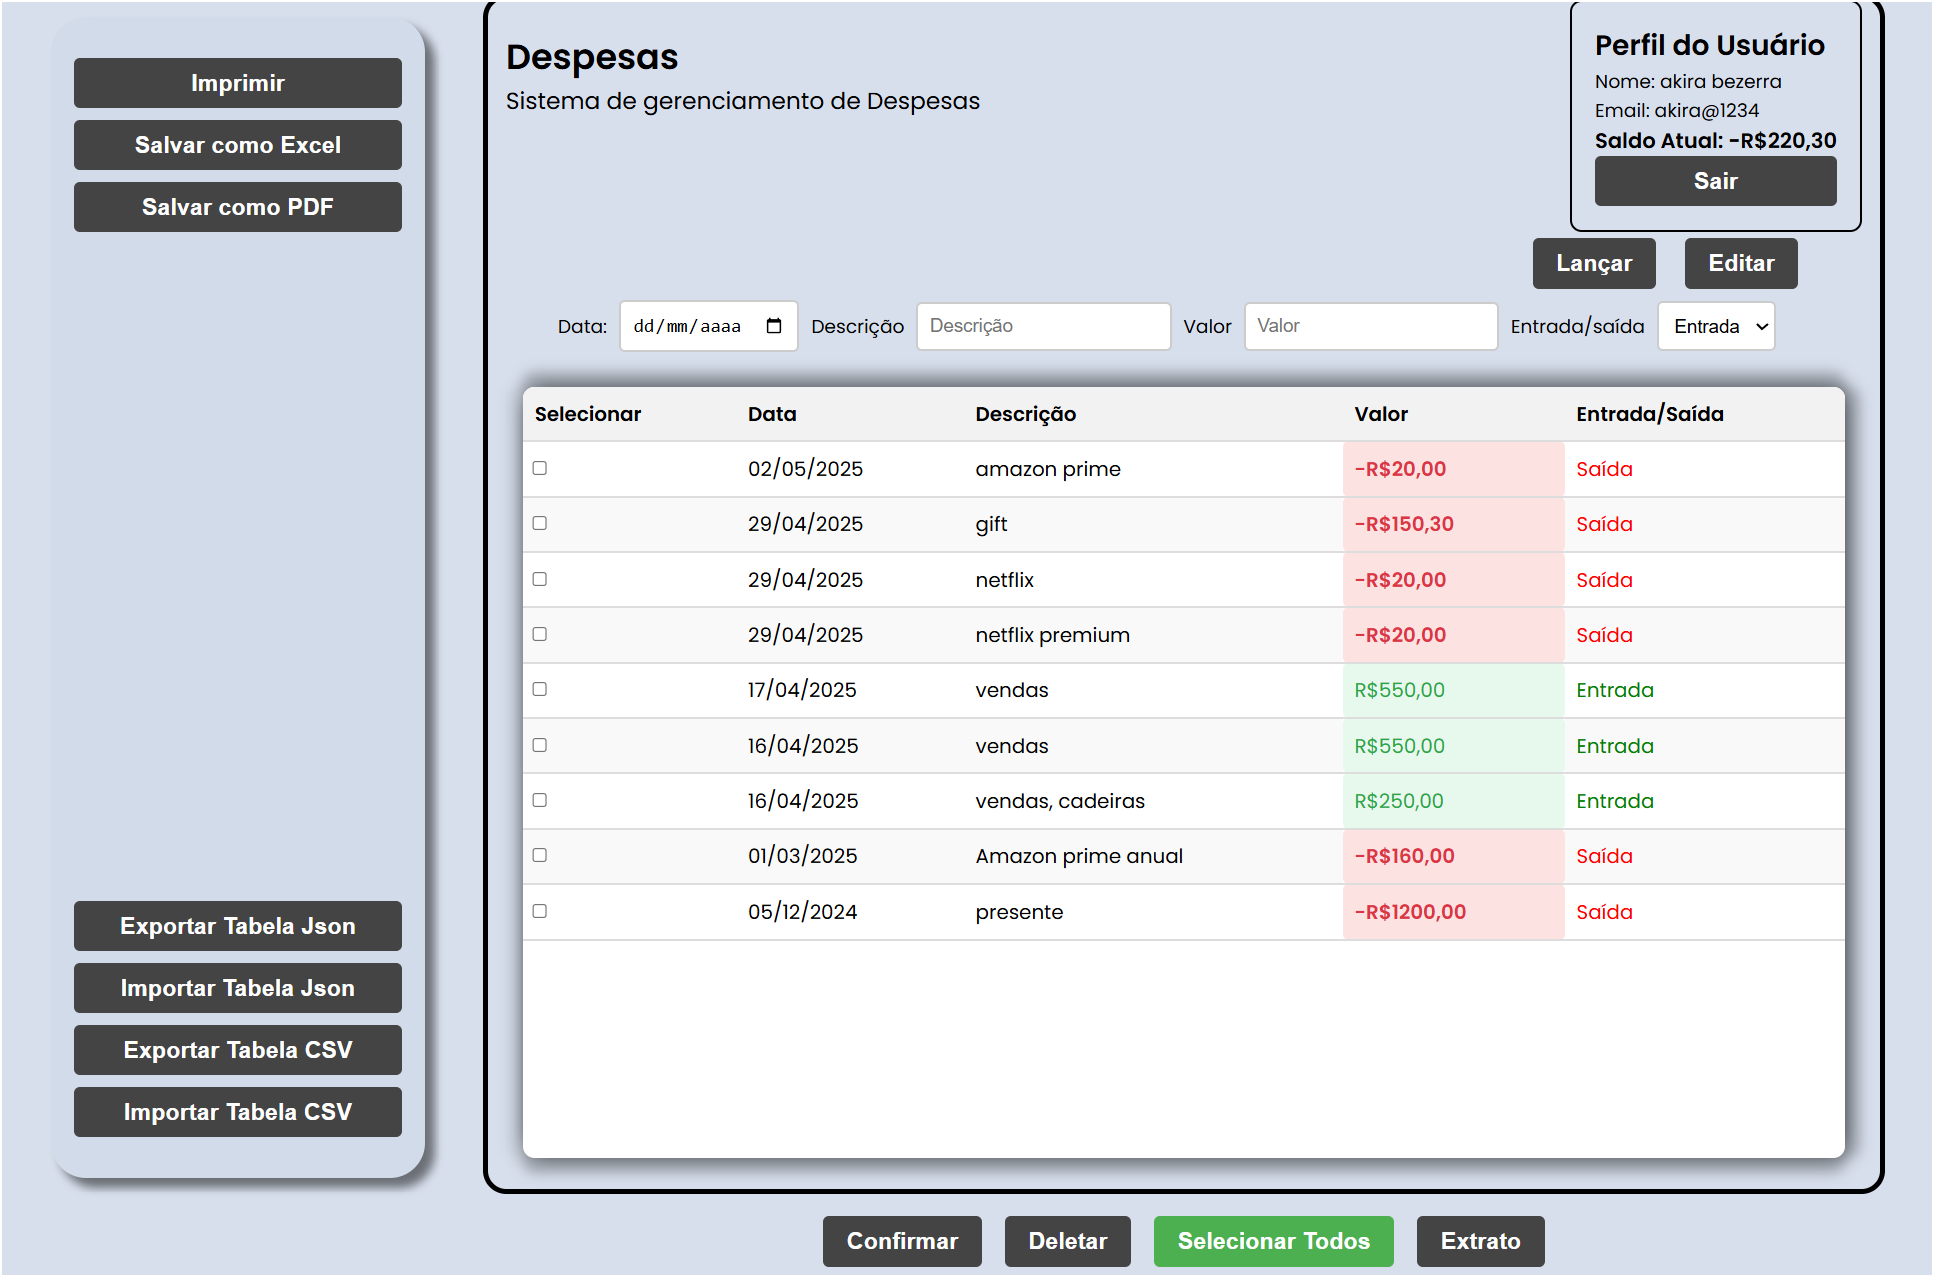 Imprimir
Salvar como Excel
Salvar como PDF
Exportar Tabela Json
Importar Tabela Json
Exportar Tabela CSV
Importar Tabela CSV
Despesas
Sistema de gerenciamento de Despesas
Perfil do Usuário
Nome: akira bezerra
Email: akira@1234
Saldo Atual: -R$220,30
Sair
Lançar Editar
Data: dd/mm/aaaa Descrição Descrição Valor Valor Entrada/saída Entrada
Selecionar Data Descrição Valor Entrada/Saída
02/05/2025 amazon prime -R$20,00 Saída
29/04/2025 gift -R$150,30 Saída
29/04/2025 netflix -R$20,00 Saída
29/04/2025 netflix premium -R$20,00 Saída
17/04/2025 vendas R$550,00 Entrada
16/04/2025 vendas R$550,00 Entrada
16/04/2025 vendas, cadeiras R$250,00 Entrada
01/03/2025 Amazon prime anual -R$160,00 Saída
05/12/2024 presente -R$1200,00 Saída
Confirmar Deletar Selecionar Todos Extrato